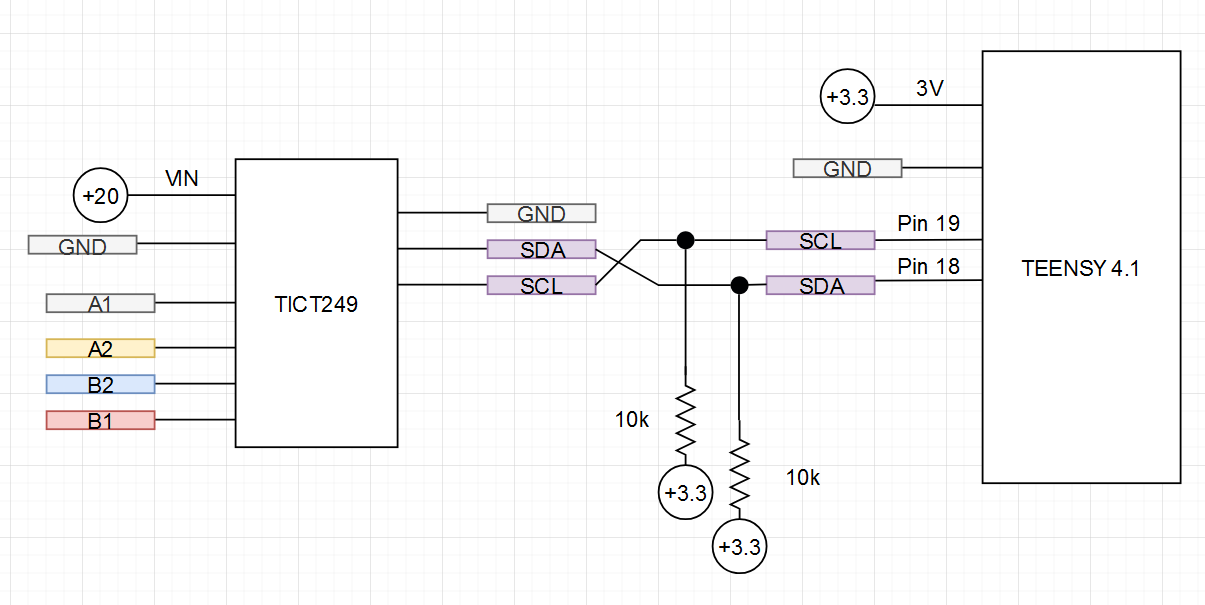 +20
VIN
GND
A1
A2
B2
B1
TICT249
GND
SDA
SCL
10k
+3.3
10k
+3.3
SCL
SDA
+3.3
3V
GND
Pin 19
Pin 18
TEENSY 4.1